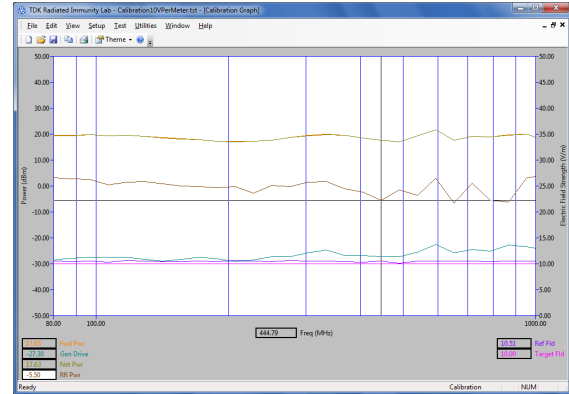 TDK Radiated Immunity Lab - Calibration10VPerMeter.tst - [Calibration Graph]
File Edit View Setup Test Utilities Window Help
Theme
50.00 50.00
40.00 45.00
30.00 40.00
20.00 35.00
10.00 30.00
0.00 25.00
-10.00 20.00
-20.00 15.00
-30.00 10.00
-40.00 5.00
-50.00 0.00
Power (dBm)
Electric Field Strength (V/m)
80.00 100.00 1000.00
444.79 Freq (MHz)
17.65 Fwd Pwr 10.51 Ref Fld
-27.30 Gen Drive 10.00 Target Fld
17.63 Net Pwr
-5.50 Rfl Pwr
Ready Calibration NUM